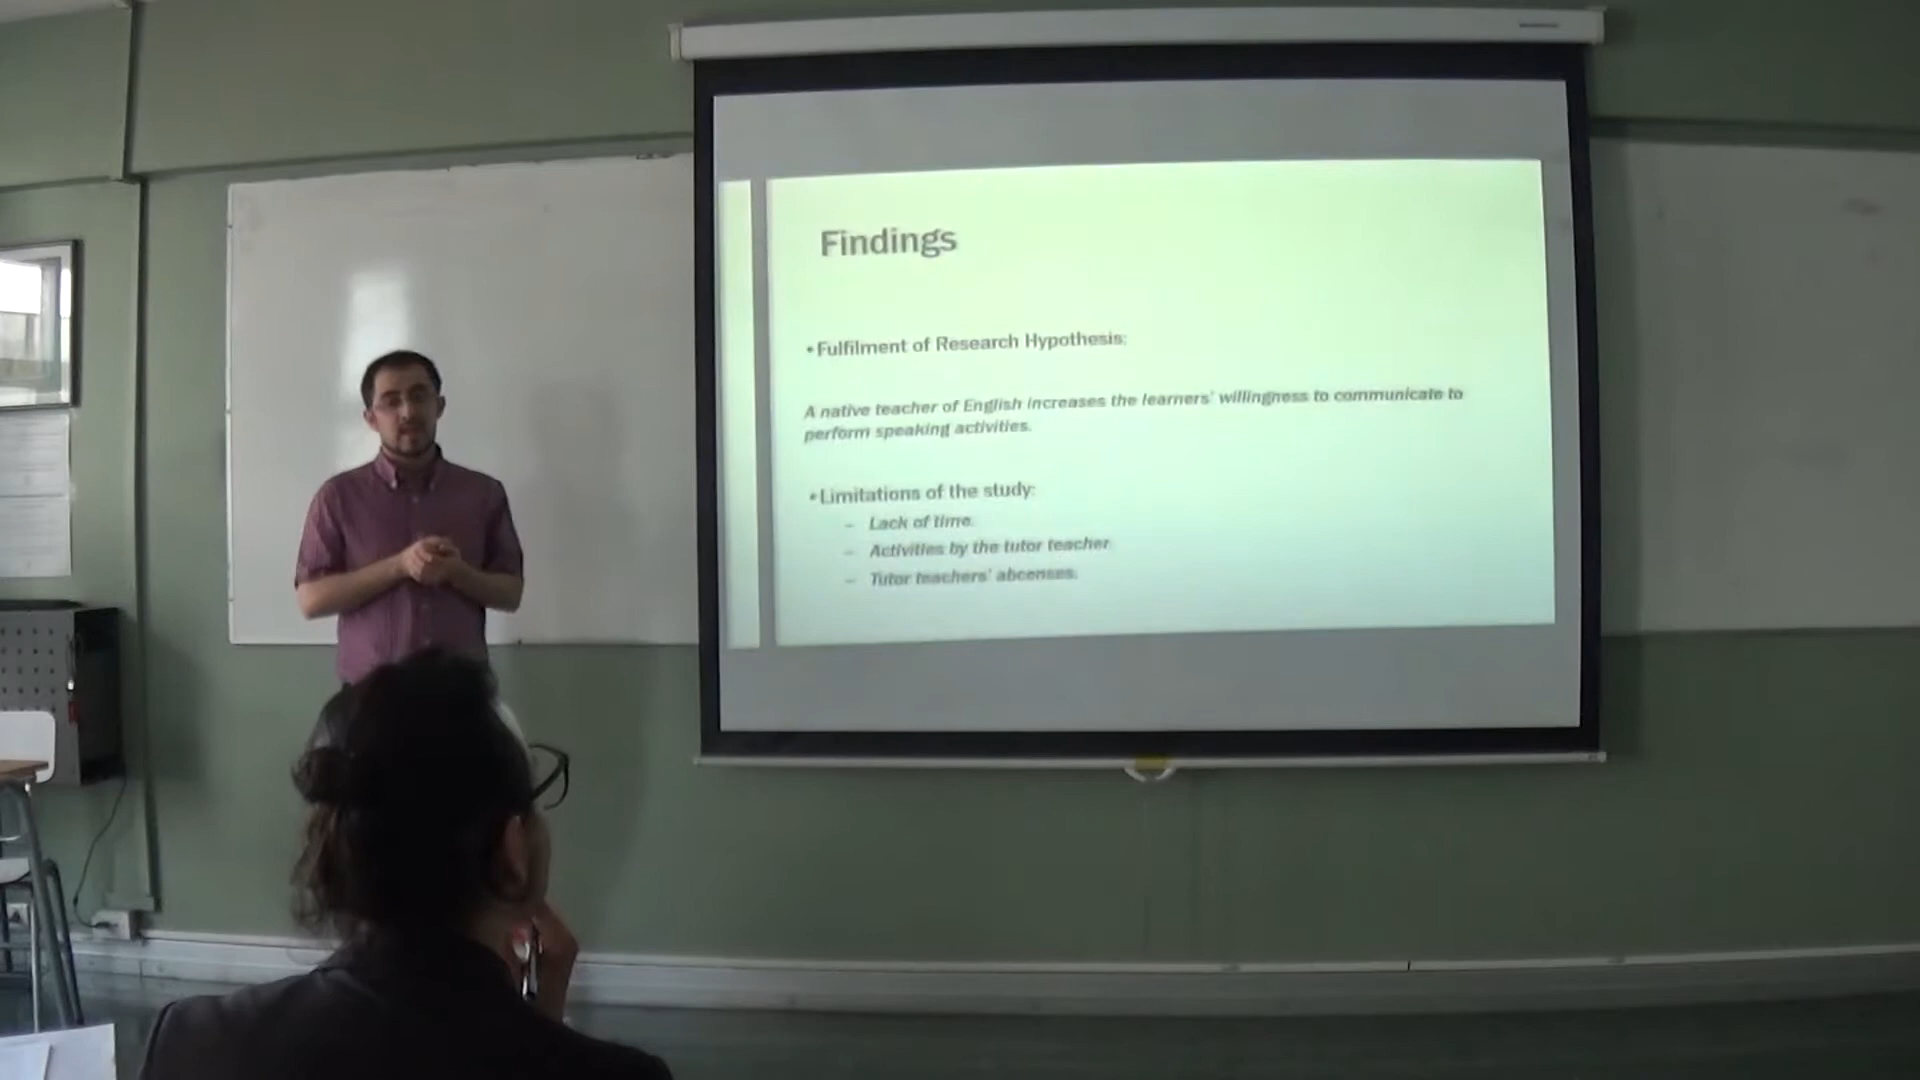 Findings
•Fulfilment of Research Hypothesis:
A native teacher of English increases the learners' willingness to communicate to
perform speaking activities.
•Limitations of the study:
– Lack of time.
– Activities by the tutor teacher.
– Tutor teachers' abcenses.